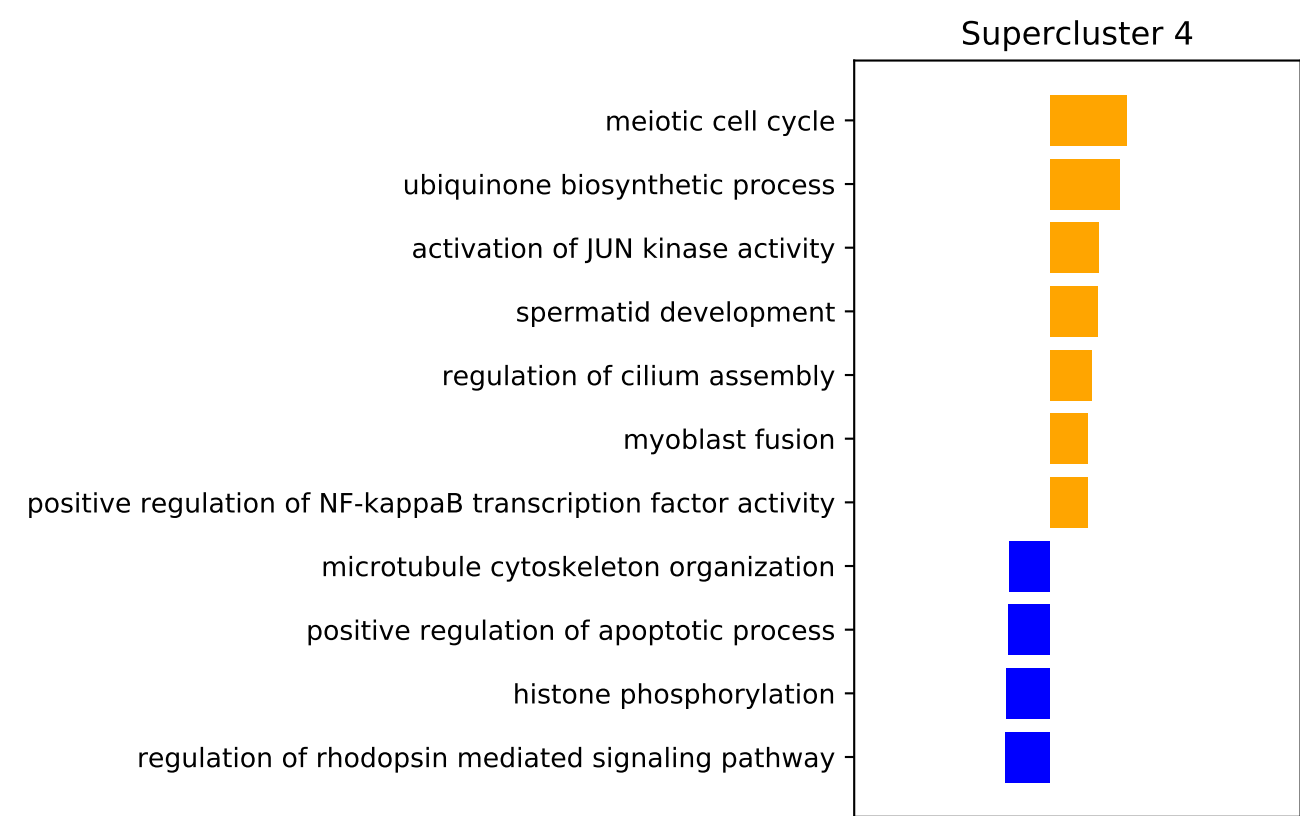 Supercluster 4
meiotic cell cycle
ubiquinone biosynthetic process
activation of JUN kinase activity
spermatid development
regulation of cilium assembly
myoblast fusion
positive regulation of NF-kappaB transcription factor activity
microtubule cytoskeleton organization
positive regulation of apoptotic process
histone phosphorylation
regulation of rhodopsin mediated signaling pathway